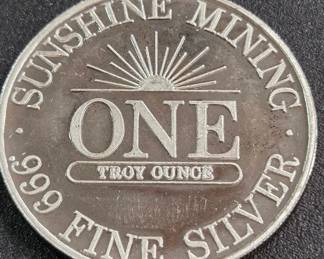 · SUNSHINE MINING ·
ONE
TROY OUNCE
.999 FINE SILVER